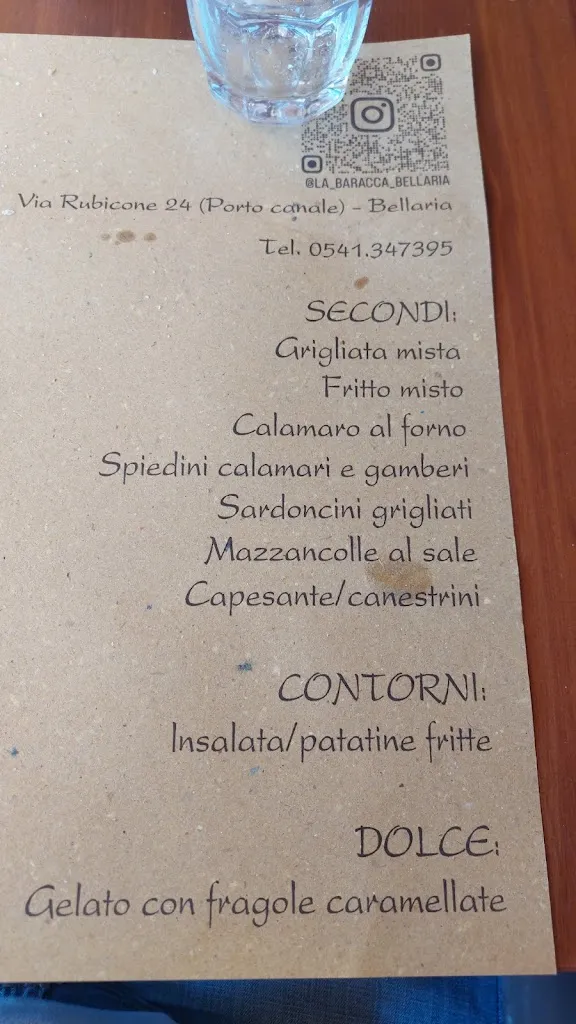 @LA_BARACCA_BELLARIA
Via Rubicone 24 (Porto canale) - Bellaria
Tel. 0541.347395
SECONDI:
Grigliata mista
Fritto misto
Calamaro al forno
Spiedini calamari e gamberi
Sardoncini grigliati
Mazzancolle al sale
Capesante/canestrini
CONTORNI:
Insalata/patatine fritte
DOLCE:
Gelato con fragole caramellate